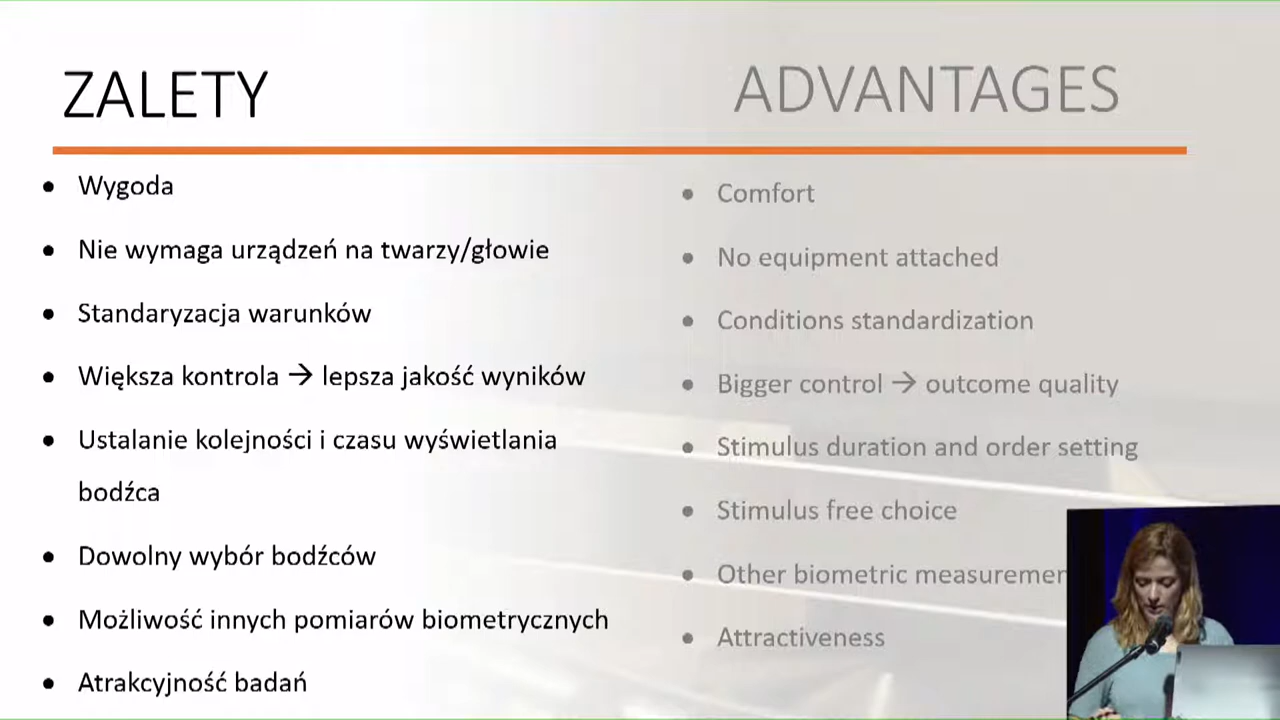 ZALETY
Wygoda
Nie wymaga urządzeń na twarzy/głowie
Standaryzacja warunków
Większa kontrola → lepsza jakość wyników
Ustalanie kolejności i czasu wyświetlania
bodźca
Dowolny wybór bodźców
Możliwość innych pomiarów biometrycznych
Atrakcyjność badań
ADVANTAGES
Comfort
No equipment attached
Conditions standardization
Bigger control → outcome quality
Stimulus duration and order setting
Stimulus free choice
Other biometric
Attractiveness